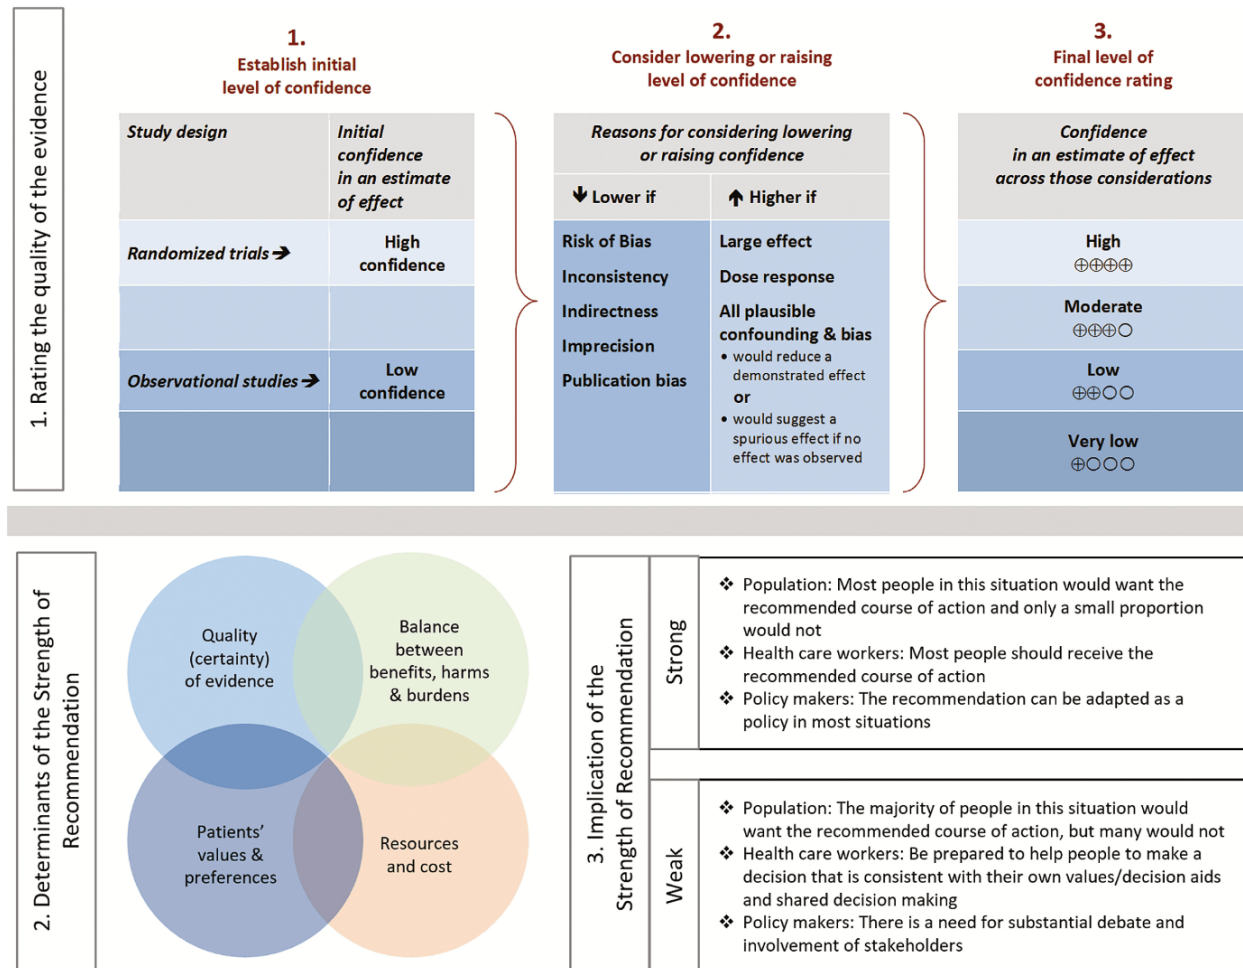 1. Rating the quality of the evidence
1.
Establish initial
level of confidence
2.
Consider lowering or raising
level of confidence
3.
Final level of
confidence rating
Study design
Initial
confidence
in an estimate
of effect
Randomized trials ➔
High
confidence
Observational studies ➔
Low
confidence
Reasons for considering lowering
or raising confidence
🡻 Lower if
🡹 Higher if
Risk of Bias
Inconsistency
Indirectness
Imprecision
Publication bias
Large effect
Dose response
All plausible
confounding & bias
• would reduce a
demonstrated effect
or
• would suggest a
spurious effect if no
effect was observed
Confidence
in an estimate of effect
across those considerations
High
⊕⊕⊕⊕
Moderate
⊕⊕⊕○
Low
⊕⊕○○
Very low
⊕○○○
2. Determinants of the Strength of
Recommendation
Quality
(certainty)
of evidence
Balance
between
benefits, harms
& burdens
Patients’
values &
preferences
Resources
and cost
3. Implication of the
Strength of Recommendation
Strong
❖ Population: Most people in this situation would want the
recommended course of action and only a small proportion
would not
❖ Health care workers: Most people should receive the
recommended course of action
❖ Policy makers: The recommendation can be adapted as a
policy in most situations
Weak
❖ Population: The majority of people in this situation would
want the recommended course of action, but many would not
❖ Health care workers: Be prepared to help people to make a
decision that is consistent with their own values/decision aids
and shared decision making
❖ Policy makers: There is a need for substantial debate and
involvement of stakeholders